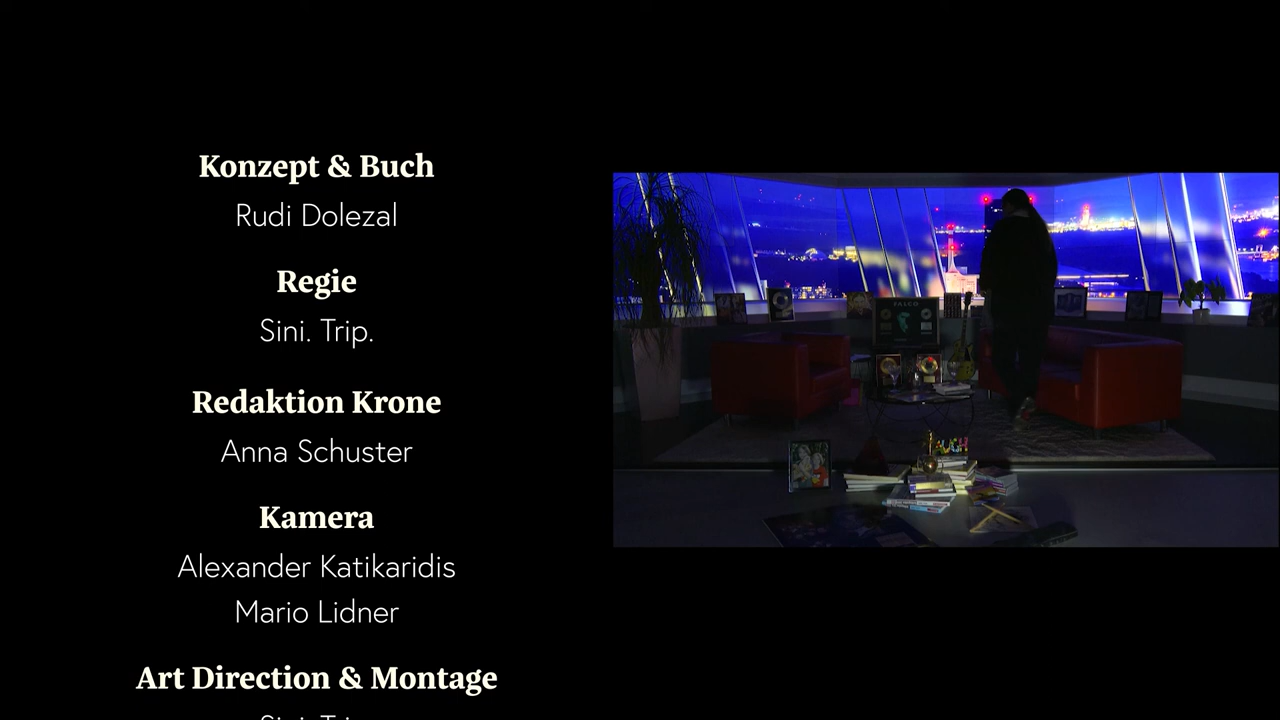 Konzept & Buch
Rudi Dolezal
Regie
Sini. Trip.
Redaktion Krone
Anna Schuster
Kamera
Alexander Katikaridis
Mario Lidner
Art Direction & Montage
FALCO